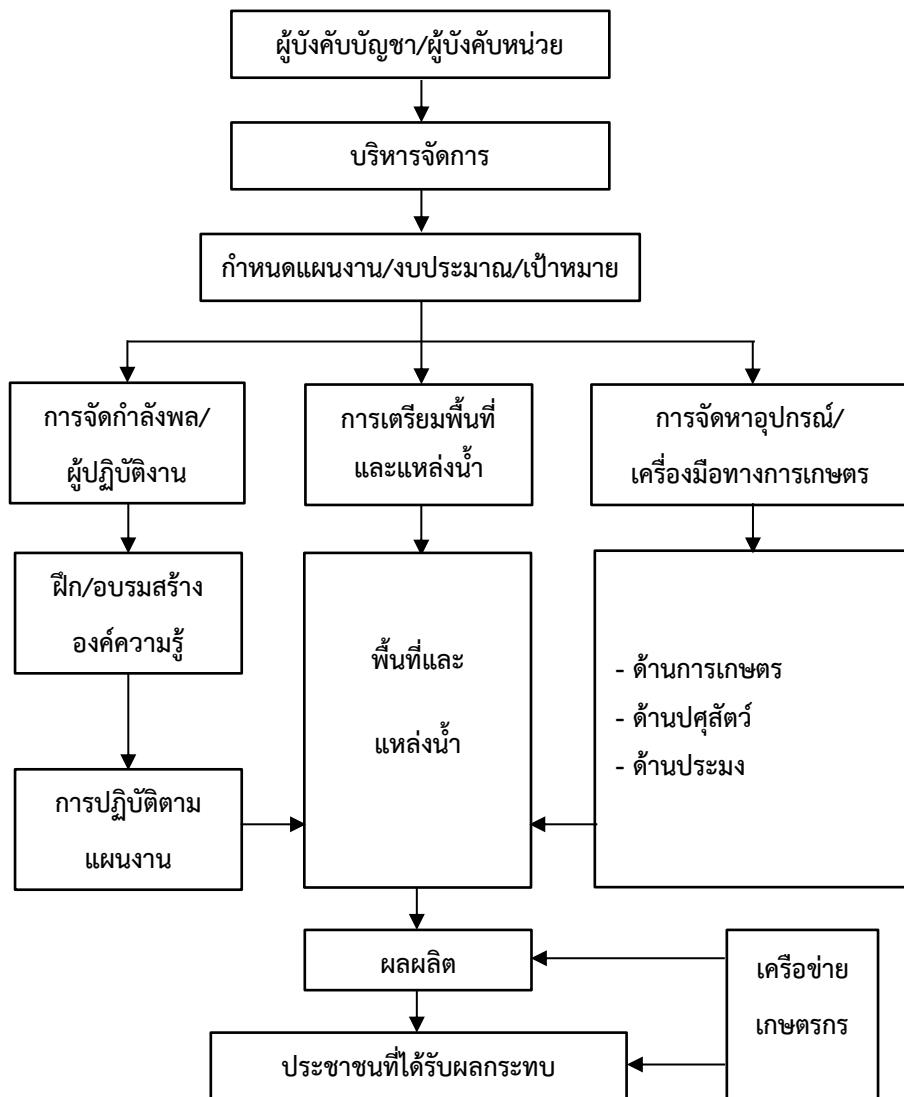 ผู้บังคับบัญชา/ผู้บังคับหน่วย
บริหารจัดการ
กำหนดแผนงาน/งบประมาณ/เป้าหมาย
การจัดกำลังพล/
ผู้ปฏิบัติงาน
การเตรียมพื้นที่
และแหล่งน้ำ
การจัดหาอุปกรณ์/
เครื่องมือทางการเกษตร
ฝึก/อบรมสร้าง
องค์ความรู้
พื้นที่และ
แหล่งน้ำ
- ด้านการเกษตร
- ด้านปศุสัตว์
- ด้านประมง
การปฏิบัติตาม
แผนงาน
ผลผลิต
เครือข่าย
เกษตรกร
ประชาชนที่ได้รับผลกระทบ